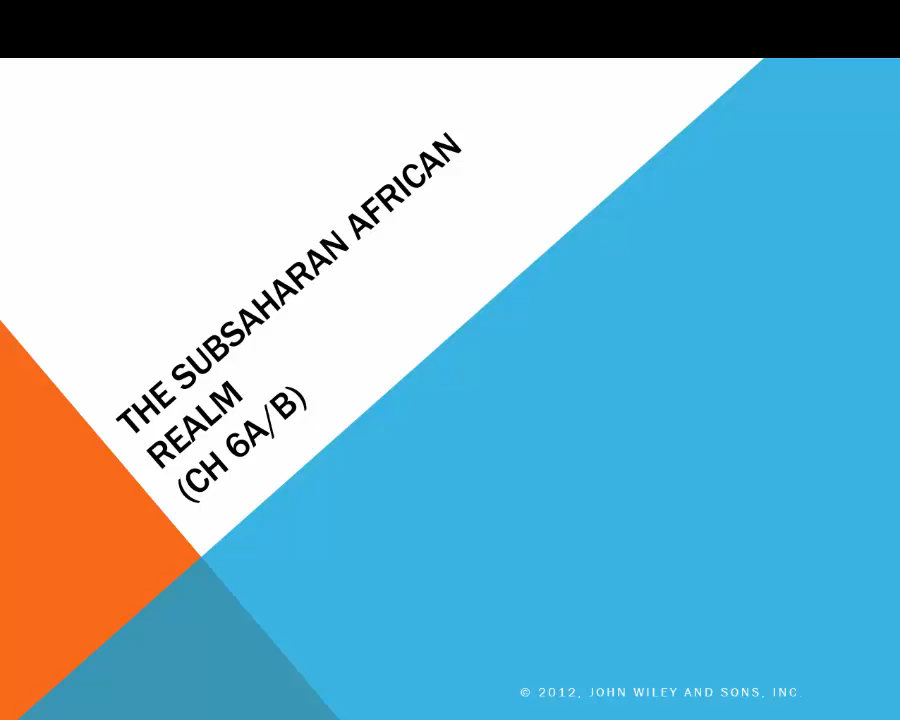 THE SUBSAHARAN AFRICAN
REALM
(CH 6A/B)
© 2012, JOHN WILEY AND SONS, INC.